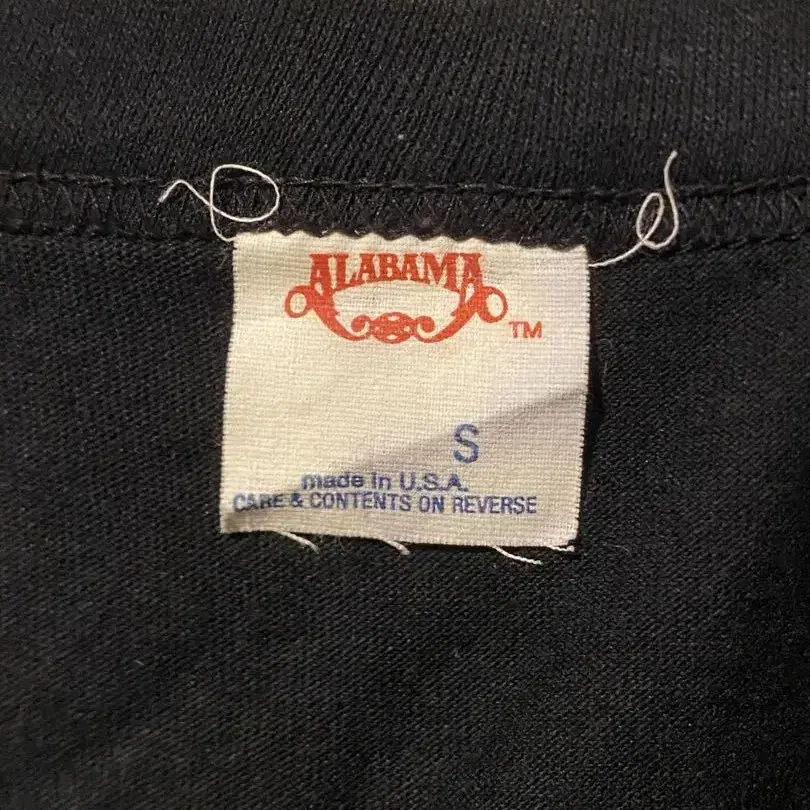 ALABAMA
TM
S
made in U.S.A.
CARE & CONTENTS ON REVERSE